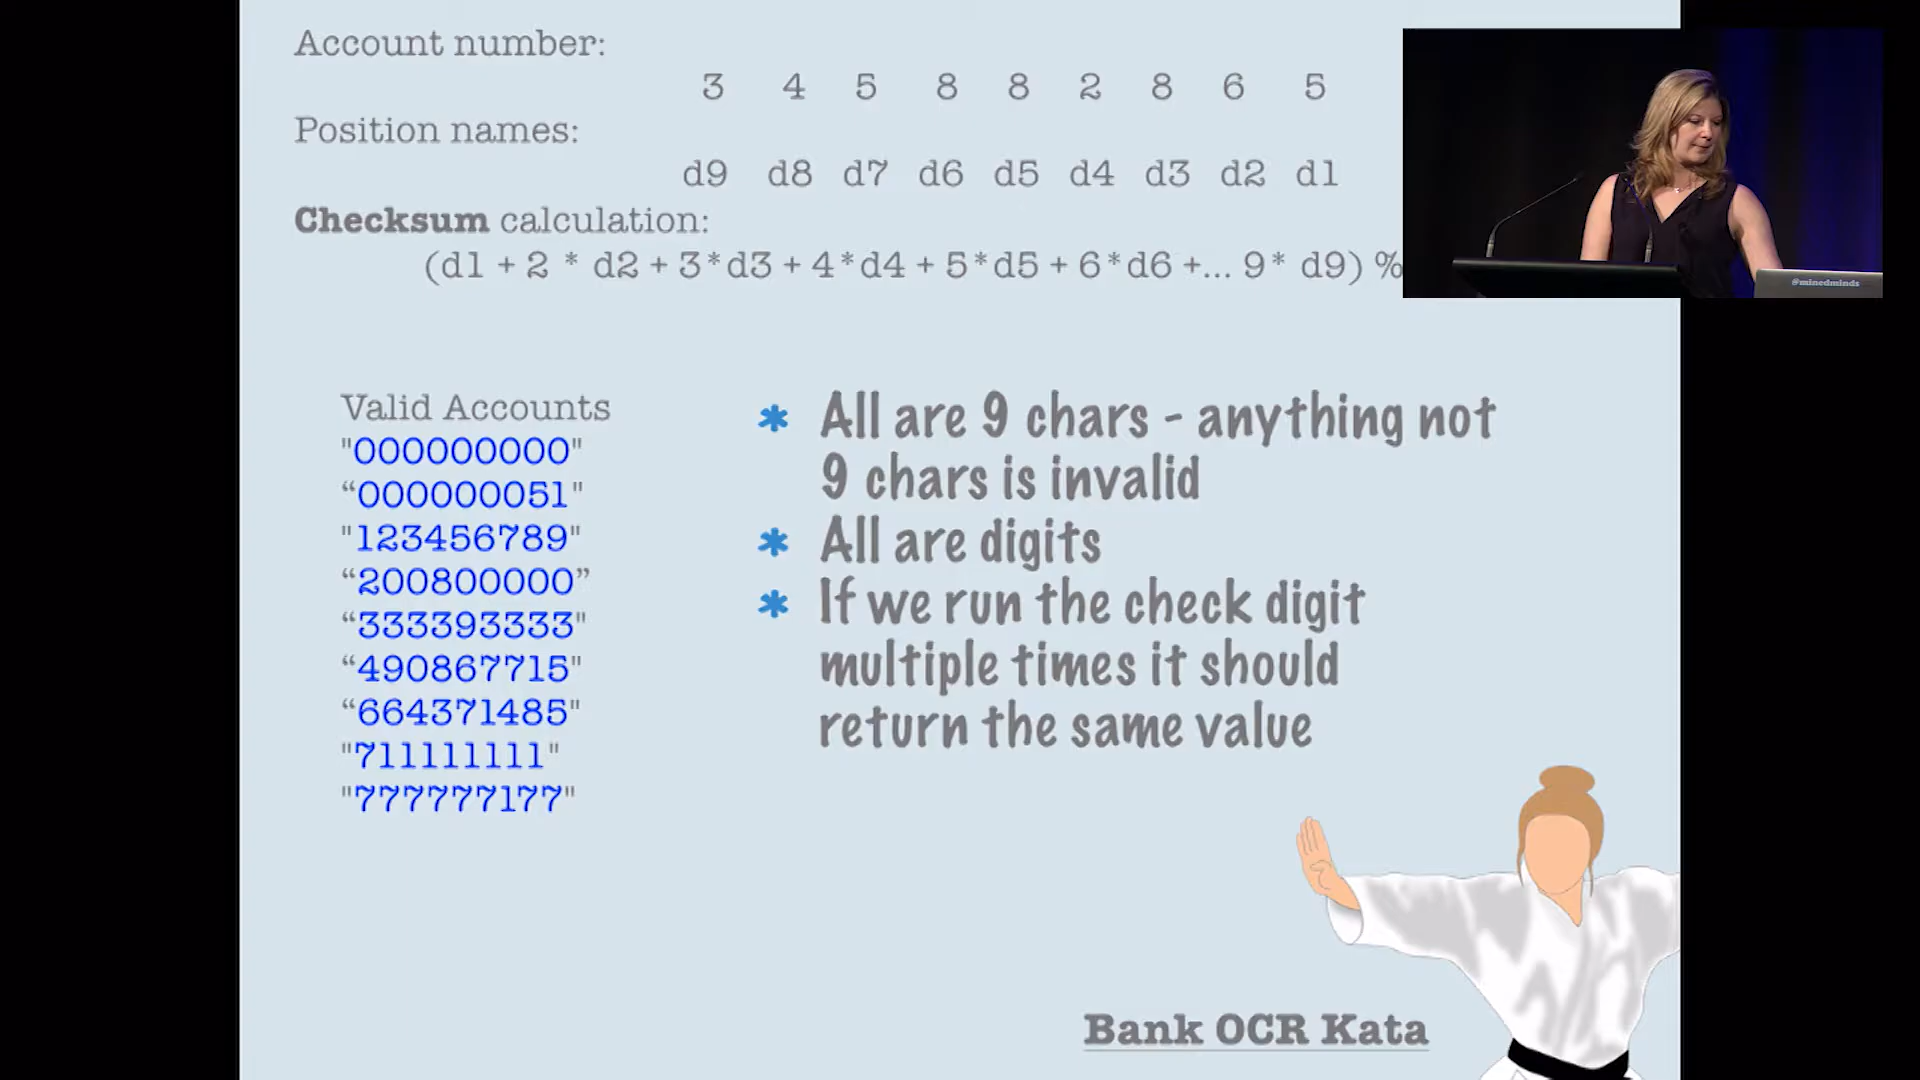 Account number:
3 4 5 8 8 2 8 6 5
Position names:
d9 d8 d7 d6 d5 d4 d3 d2 d1
Checksum calculation:
(d1 + 2 * d2 + 3*d3 + 4*d4 + 5*d5 + 6*d6 +... 9* d9) %
@minedminds
Valid Accounts
"000000000"
“000000051"
"123456789"
“200800000”
“333393333"
“490867715"
“664371485"
"711111111"
"777777177"
* All are 9 chars - anything not
9 chars is invalid
* All are digits
* If we run the check digit
multiple times it should
return the same value
Bank OCR Kata